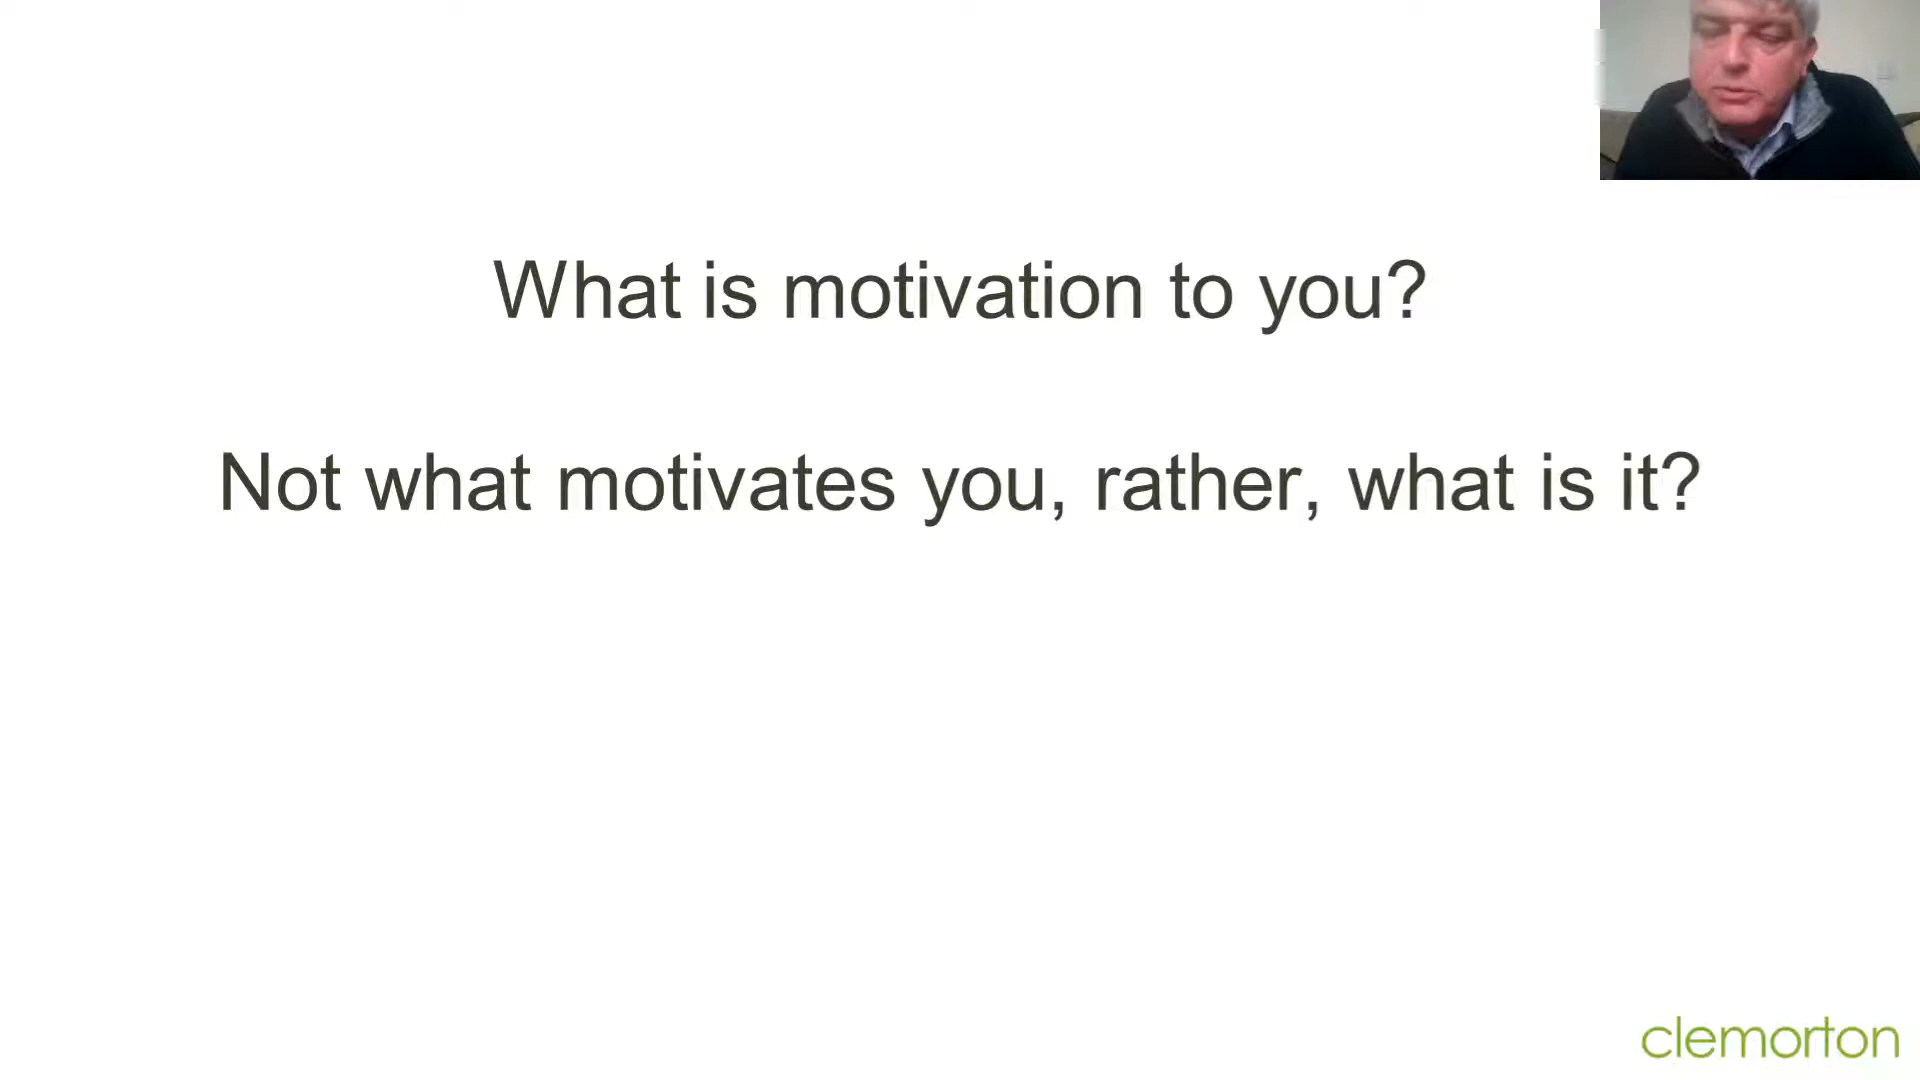 What is motivation to you?
Not what motivates you, rather, what is it?
clemorton